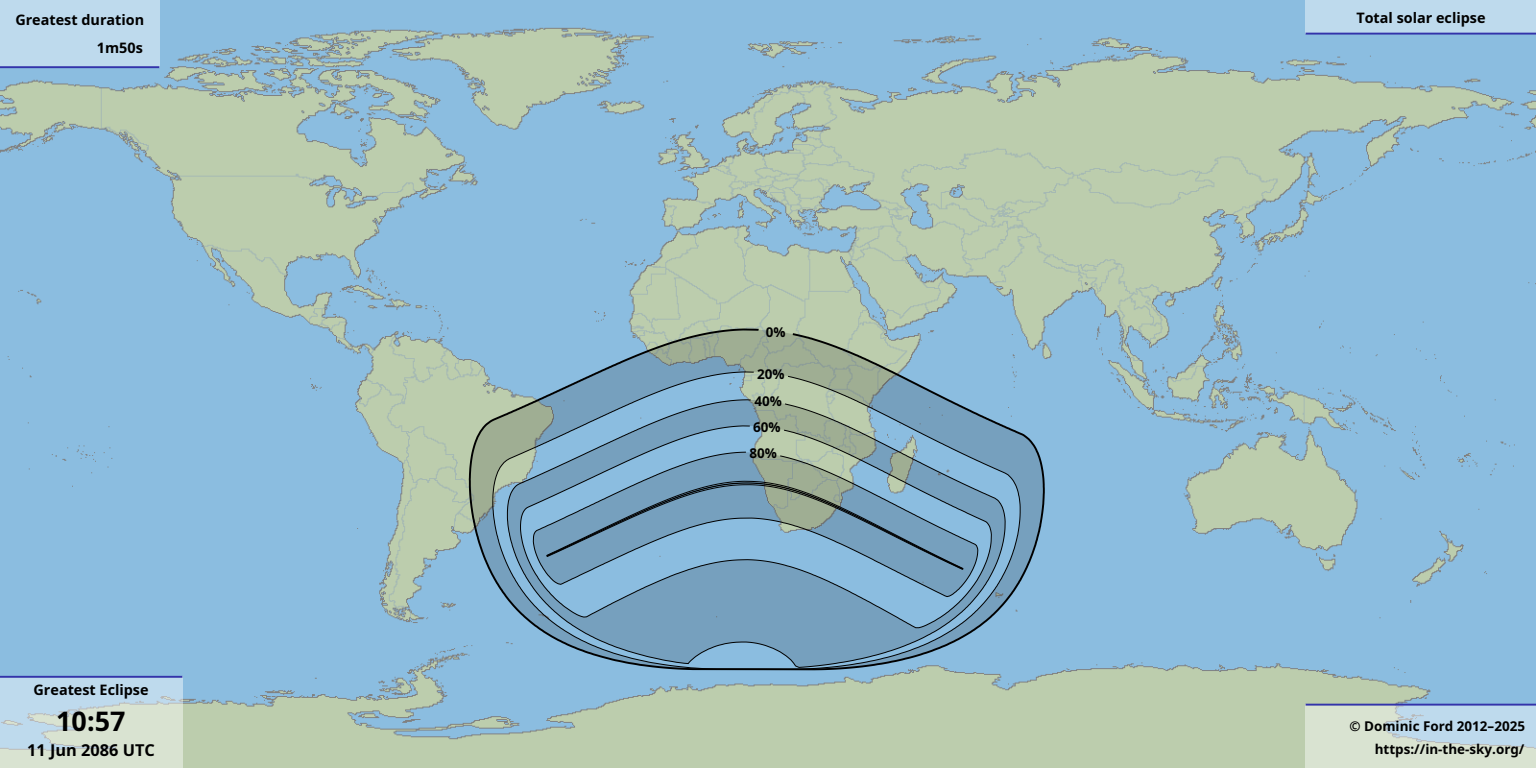 Greatest duration
1m50s
Total solar eclipse
0%
20%
40%
60%
80%
Greatest Eclipse
10:57
11 Jun 2086 UTC
© Dominic Ford 2012–2025
https://in-the-sky.org/